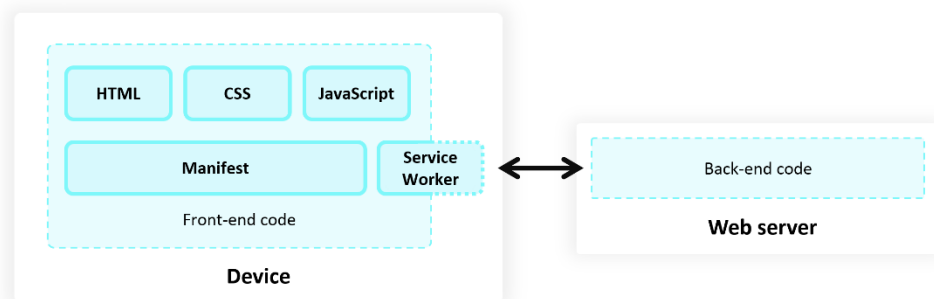 HTML
CSS
JavaScript
Manifest
Service
Worker
Front-end code
Device
Back-end code
Web server